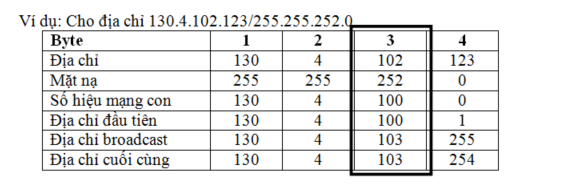 Ví dụ: Cho địa chỉ 130.4.102.123/255.255.252.0
Byte 1 2 3 4
Địa chỉ 130 4 102 123
Mặt nạ 255 255 252 0
Số hiệu mạng con 130 4 100 0
Địa chỉ đầu tiên 130 4 100 1
Địa chỉ broadcast 130 4 103 255
Địa chỉ cuối cùng 130 4 103 254